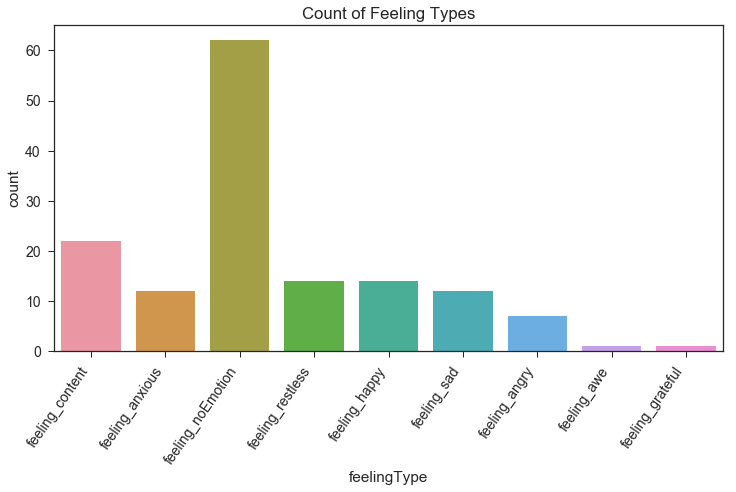 Count of Feeling Types
60
50
40
30
20
10
0
count
feeling_content
feeling_anxious
feeling_noEmotion
feeling_restless
feeling_happy
feeling_sad
feeling_angry
feeling_awe
feeling_grateful
feelingType